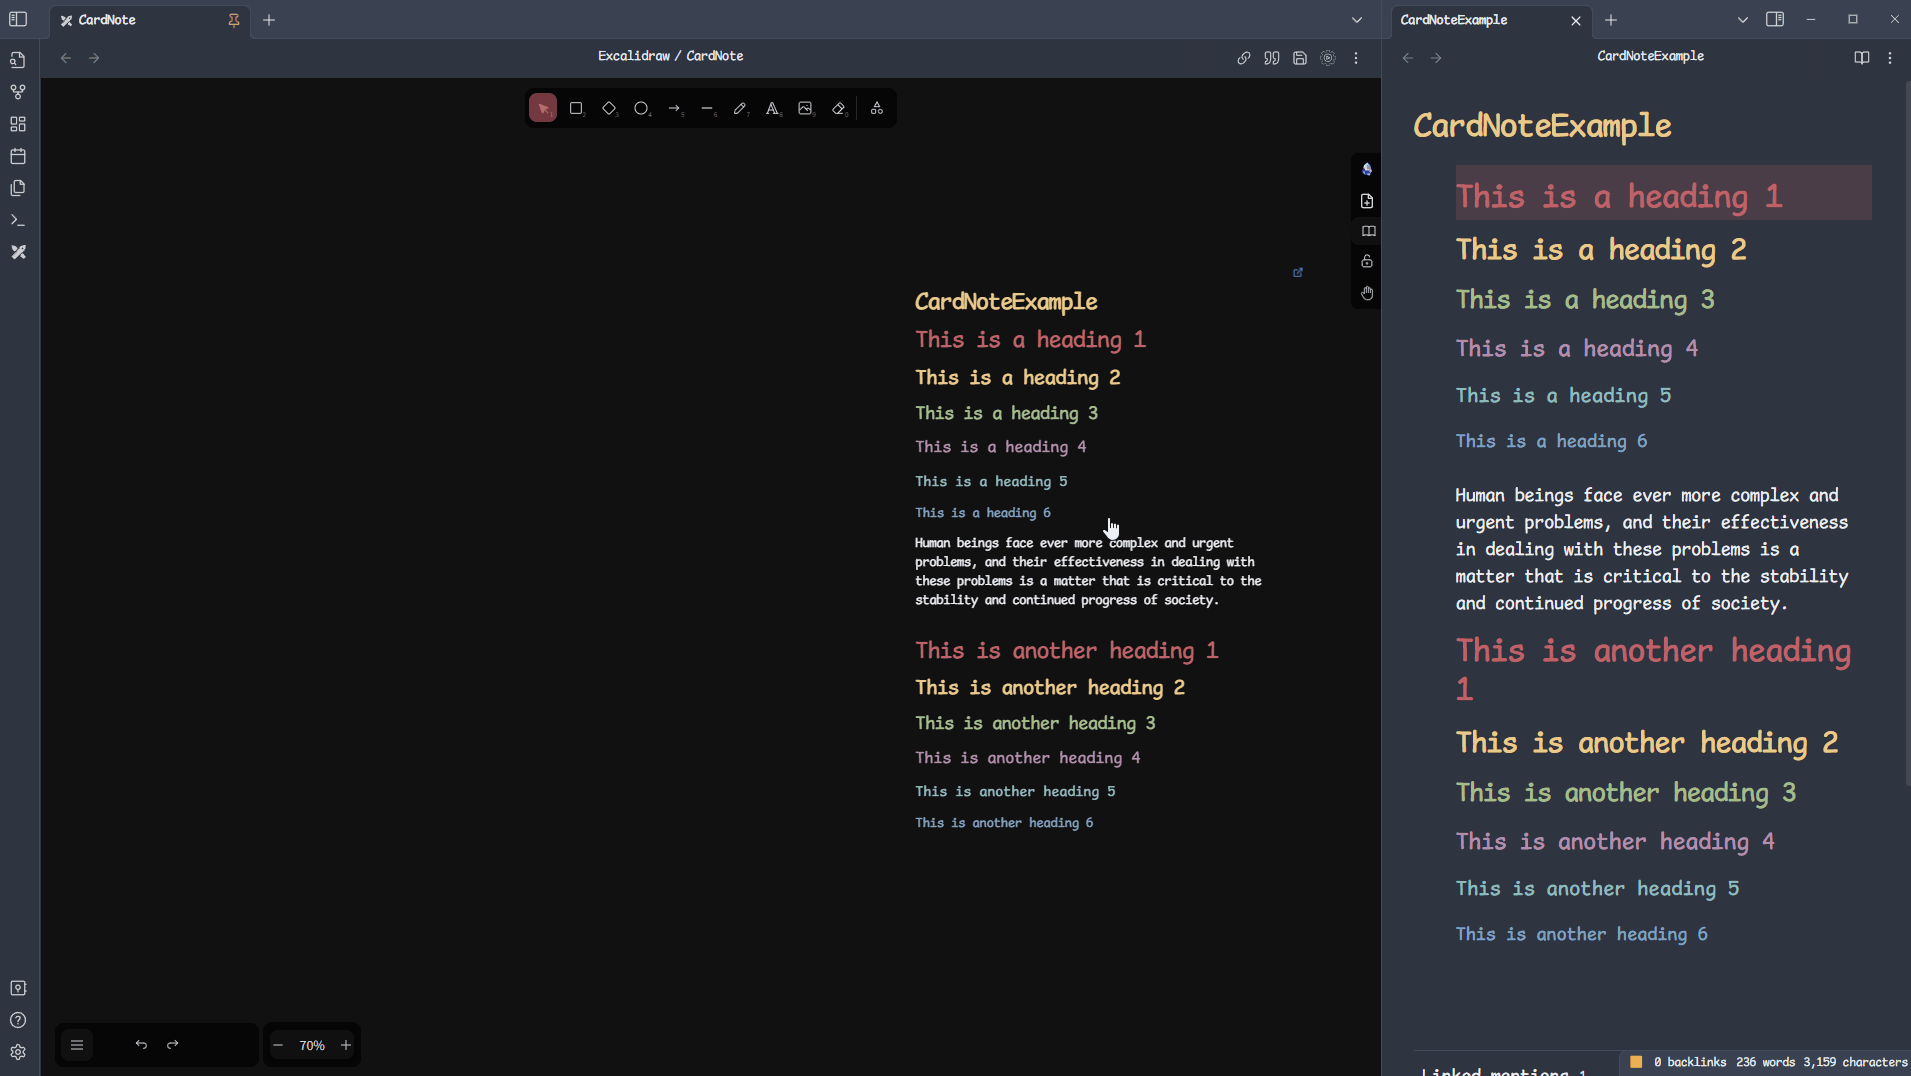 CardNote
CardNoteExample
Excalidraw / CardNote
CardNoteExample
CardNoteExample
This is a heading 1
This is a heading 2
This is a heading 3
This is a heading 4
This is a heading 5
This is a heading 6
Human beings face ever more complex and urgent
problems, and their effectiveness in dealing with
these problems is a matter that is critical to the
stability and continued progress of society.
This is another heading 1
This is another heading 2
This is another heading 3
This is another heading 4
This is another heading 5
This is another heading 6
70%
CardNoteExample
This is a heading 1
This is a heading 2
This is a heading 3
This is a heading 4
This is a heading 5
This is a heading 6
Human beings face ever more complex and
urgent problems, and their effectiveness
in dealing with these problems is a
matter that is critical to the stability
and continued progress of society.
This is another heading
1
This is another heading 2
This is another heading 3
This is another heading 4
This is another heading 5
This is another heading 6
Linked mentions 1
0 backlinks 236 words 3,159 characters